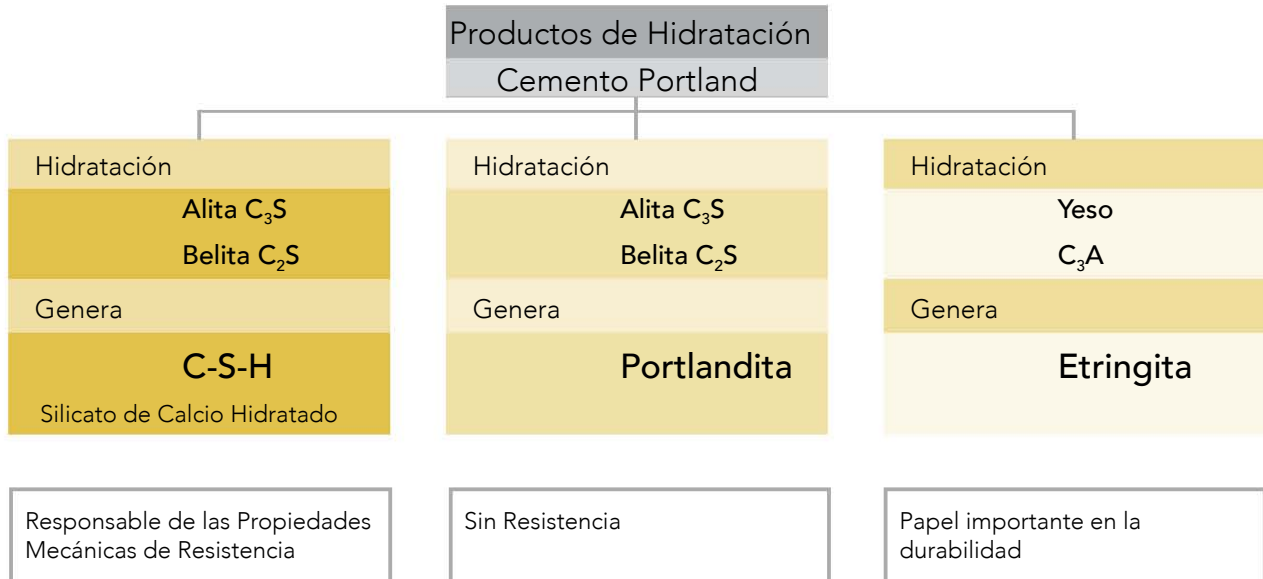 Productos de Hidratación
Cemento Portland
Hidratación
Alita C₃S
Belita C₂S
Genera
C-S-H
Silicato de Calcio Hidratado
Responsable de las Propiedades
Mecánicas de Resistencia
Hidratación
Alita C₃S
Belita C₂S
Genera
Portlandita
Sin Resistencia
Hidratación
Yeso
C₃A
Genera
Etringita
Papel importante en la
durabilidad